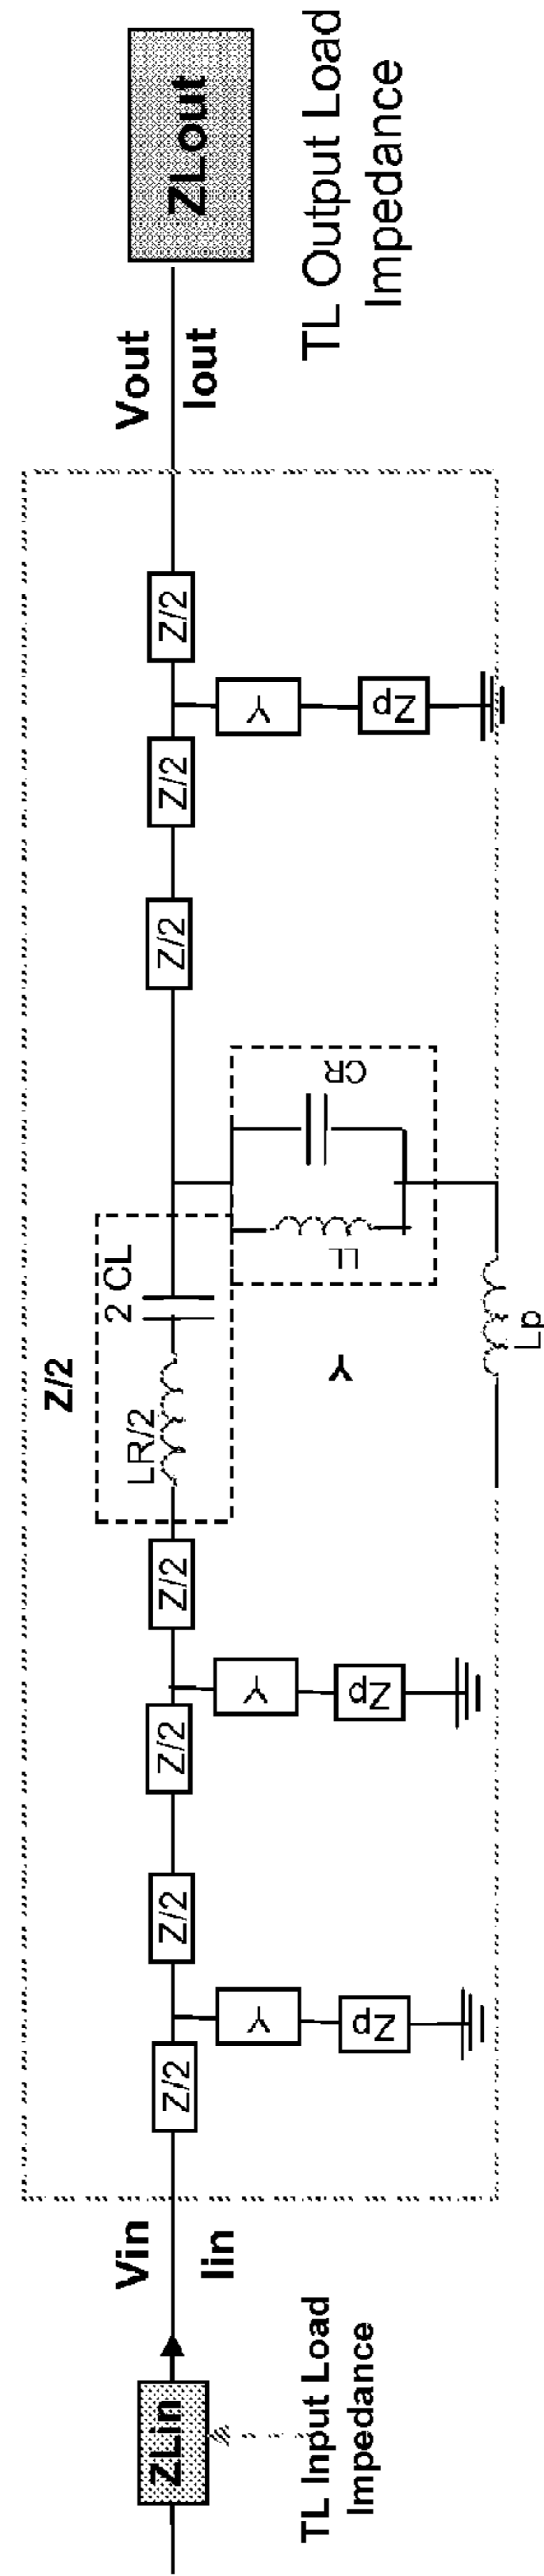 ZLin
TL Input Load
Impedance
Vin
Iin
Z/2
Y
Zp
Z/2
Z/2
Y
Zp
Z/2
Z/2
LR/2
2 CL
Y
LL
CR
Lp
Z/2
Z/2
Y
Zp
Z/2
Vout
Iout
ZLout
TL Output Load
Impedance